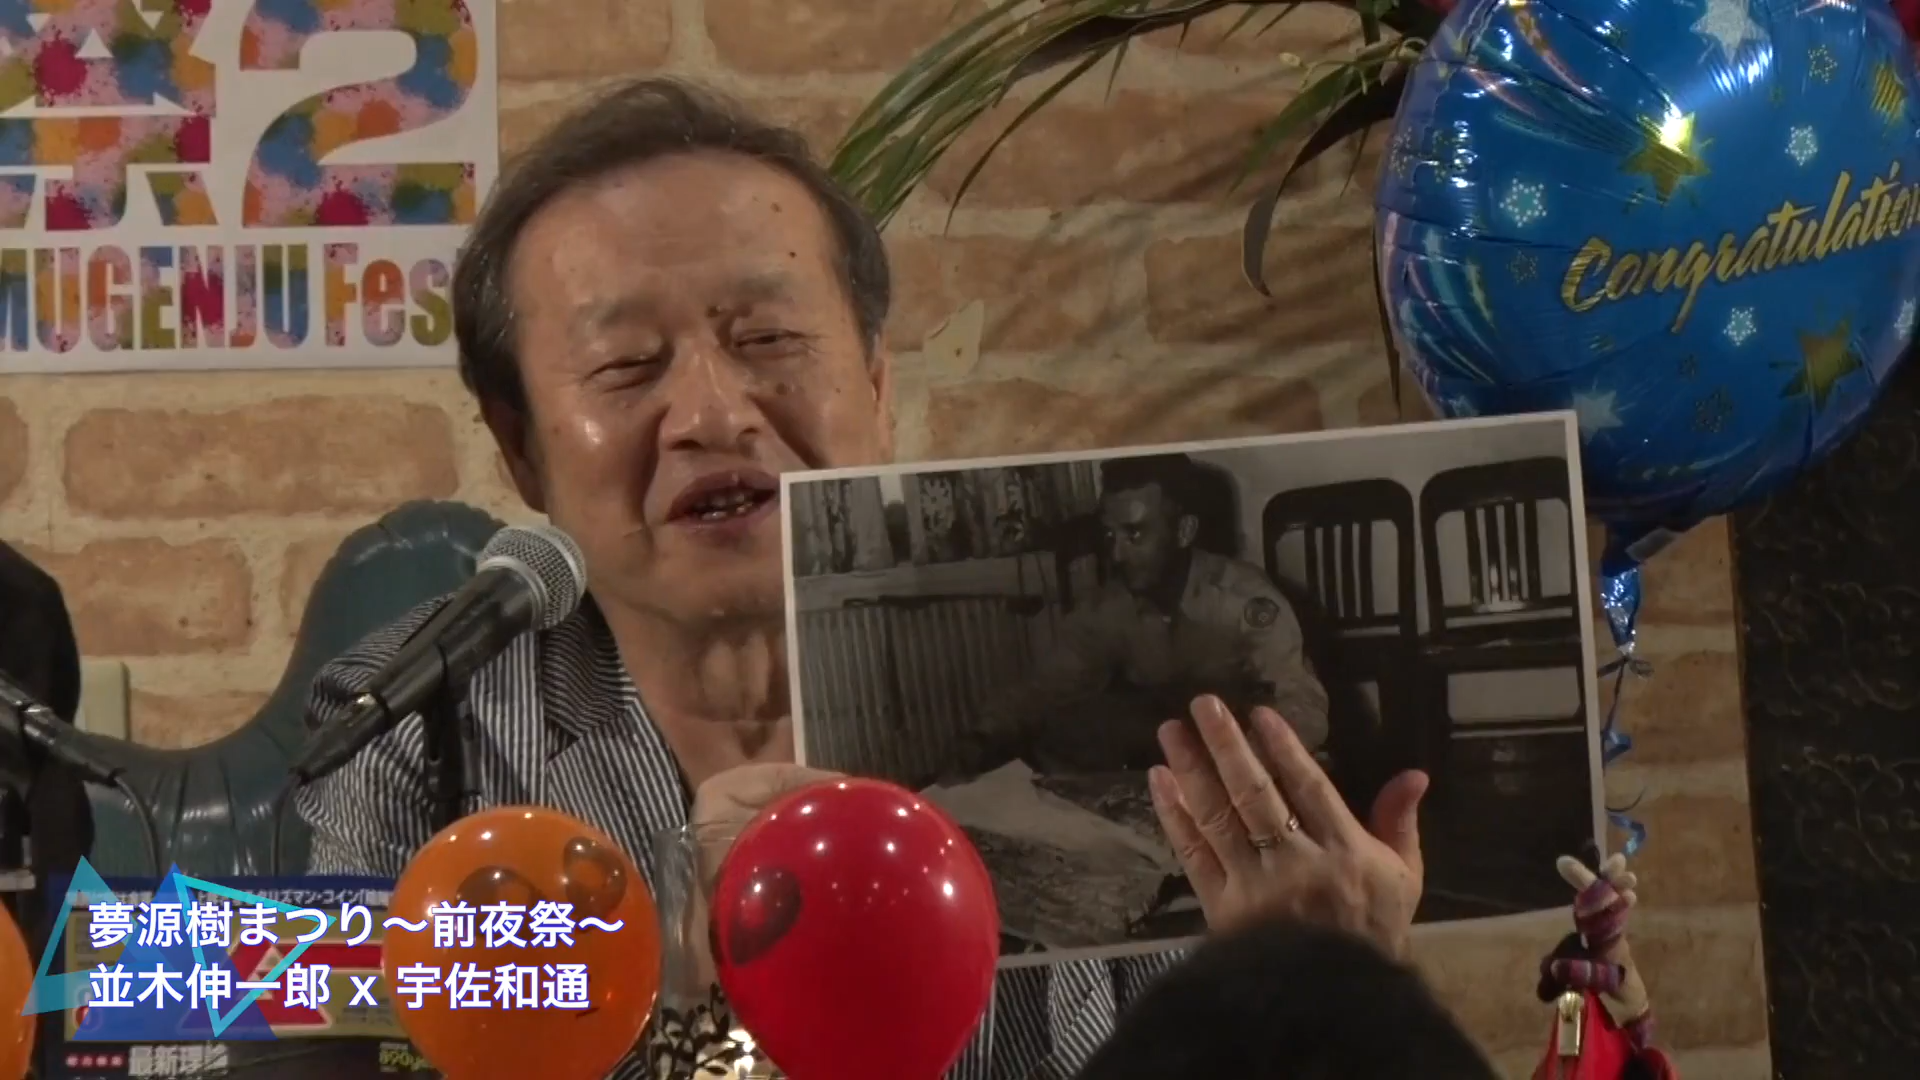 祭2
MUGENJU Fes
Congratulation
夢源樹まつり～前夜祭～
並木伸一郎 x 宇佐和通
最新理論
890